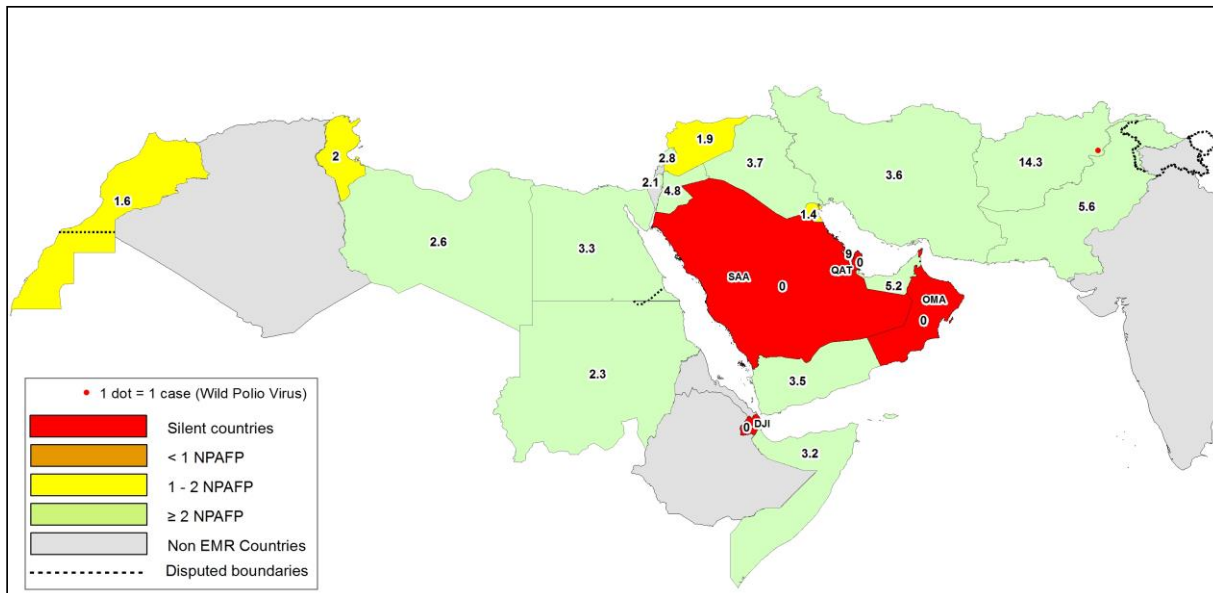 1.9
2
2.8
3.7
14.3
2.1
3.6
4.8
1.6
5.6
1.4
2.6
3.3
9
0
SAA
QAT
0
5.2
OMA
0
2.3
3.5
0
DJI
3.2
1 dot = 1 case (Wild Polio Virus)
Silent countries
< 1 NPAFP
1 - 2 NPAFP
≥ 2 NPAFP
Non EMR Countries
Disputed boundaries